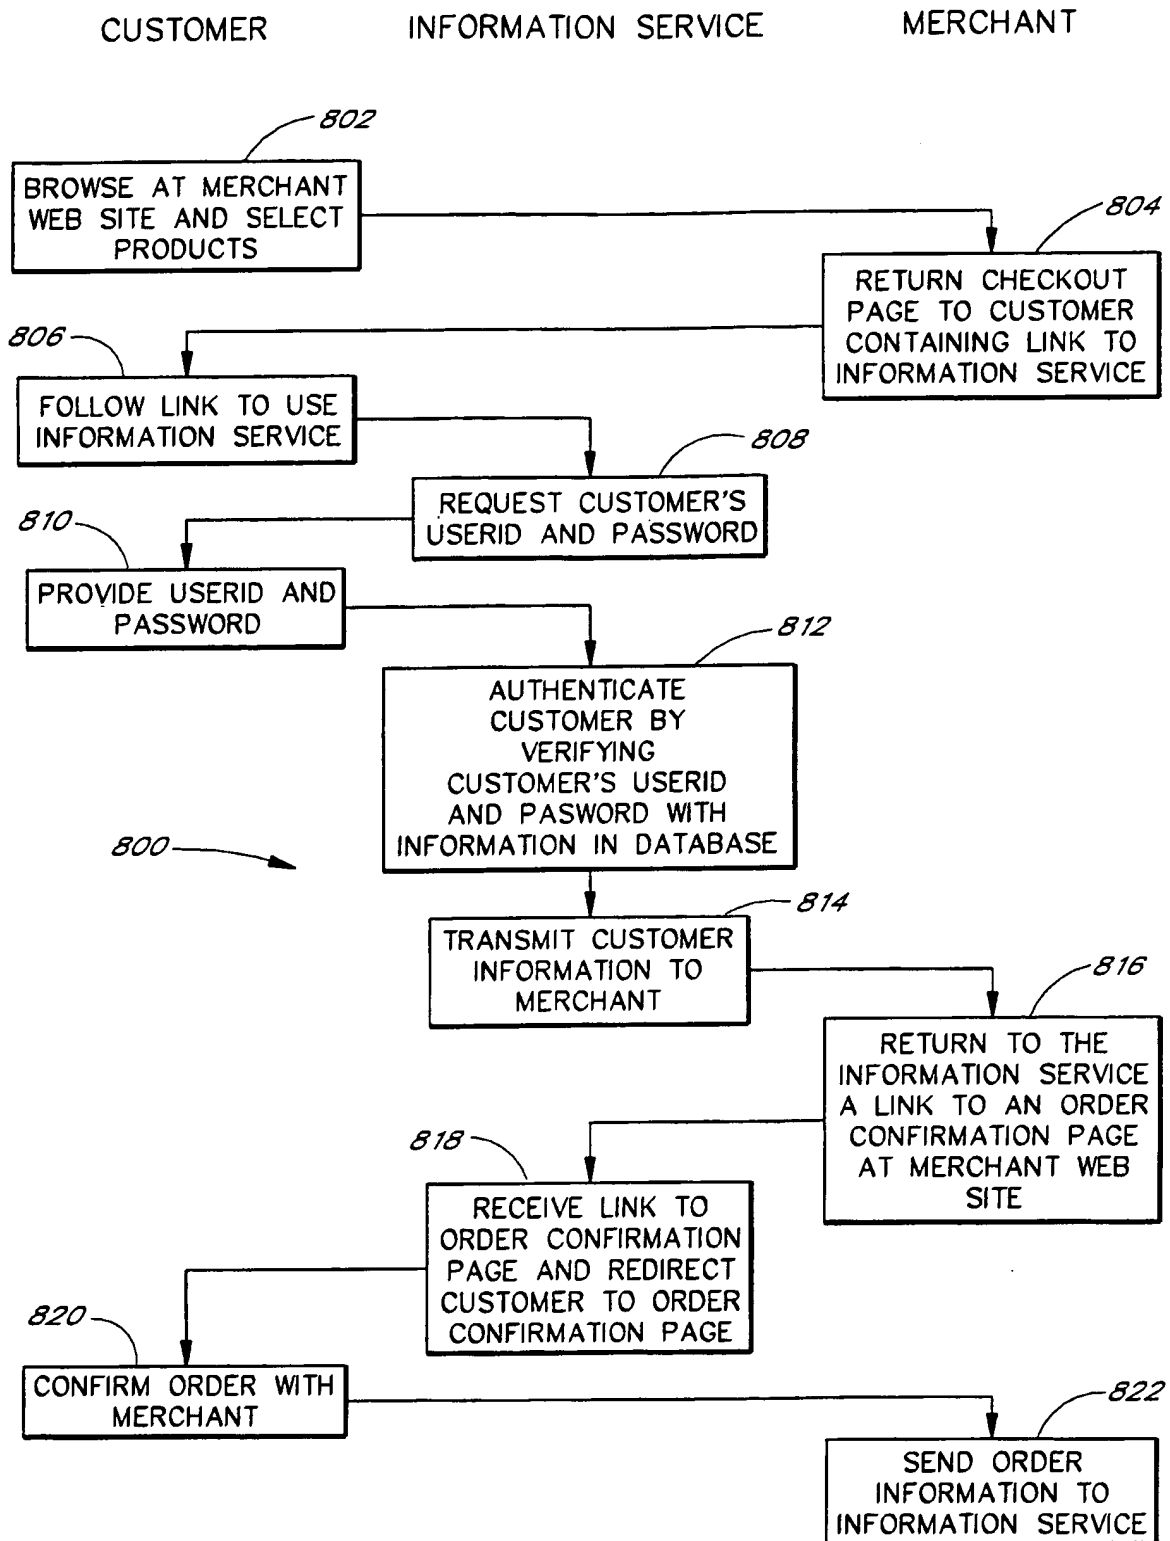 CUSTOMER
INFORMATION SERVICE
MERCHANT
802
BROWSE AT MERCHANT
WEB SITE AND SELECT
PRODUCTS
804
RETURN CHECKOUT
PAGE TO CUSTOMER
CONTAINING LINK TO
INFORMATION SERVICE
806
FOLLOW LINK TO USE
INFORMATION SERVICE
808
REQUEST CUSTOMER'S
USERID AND PASSWORD
810
PROVIDE USERID AND
PASSWORD
812
AUTHENTICATE
CUSTOMER BY
VERIFYING
CUSTOMER'S USERID
AND PASWORD WITH
INFORMATION IN DATABASE
800
814
TRANSMIT CUSTOMER
INFORMATION TO
MERCHANT
816
RETURN TO THE
INFORMATION SERVICE
A LINK TO AN ORDER
CONFIRMATION PAGE
AT MERCHANT WEB
SITE
818
RECEIVE LINK TO
ORDER CONFIRMATION
PAGE AND REDIRECT
CUSTOMER TO ORDER
CONFIRMATION PAGE
820
CONFIRM ORDER WITH
MERCHANT
822
SEND ORDER
INFORMATION TO
INFORMATION SERVICE